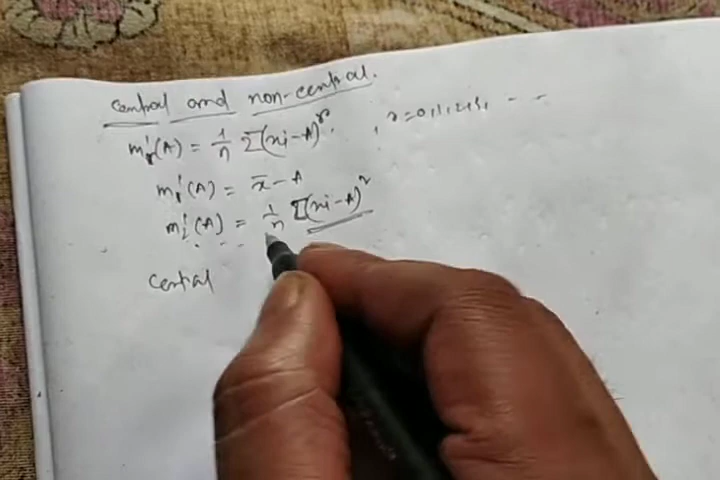 Central and non-central.
m'r(A) = 1/n Σ(xi-A)^r , r=0,1,2,3, - -
m'1(A) = x̄ - A
m'2(A) = 1/n Σ(xi-A)^2
Central